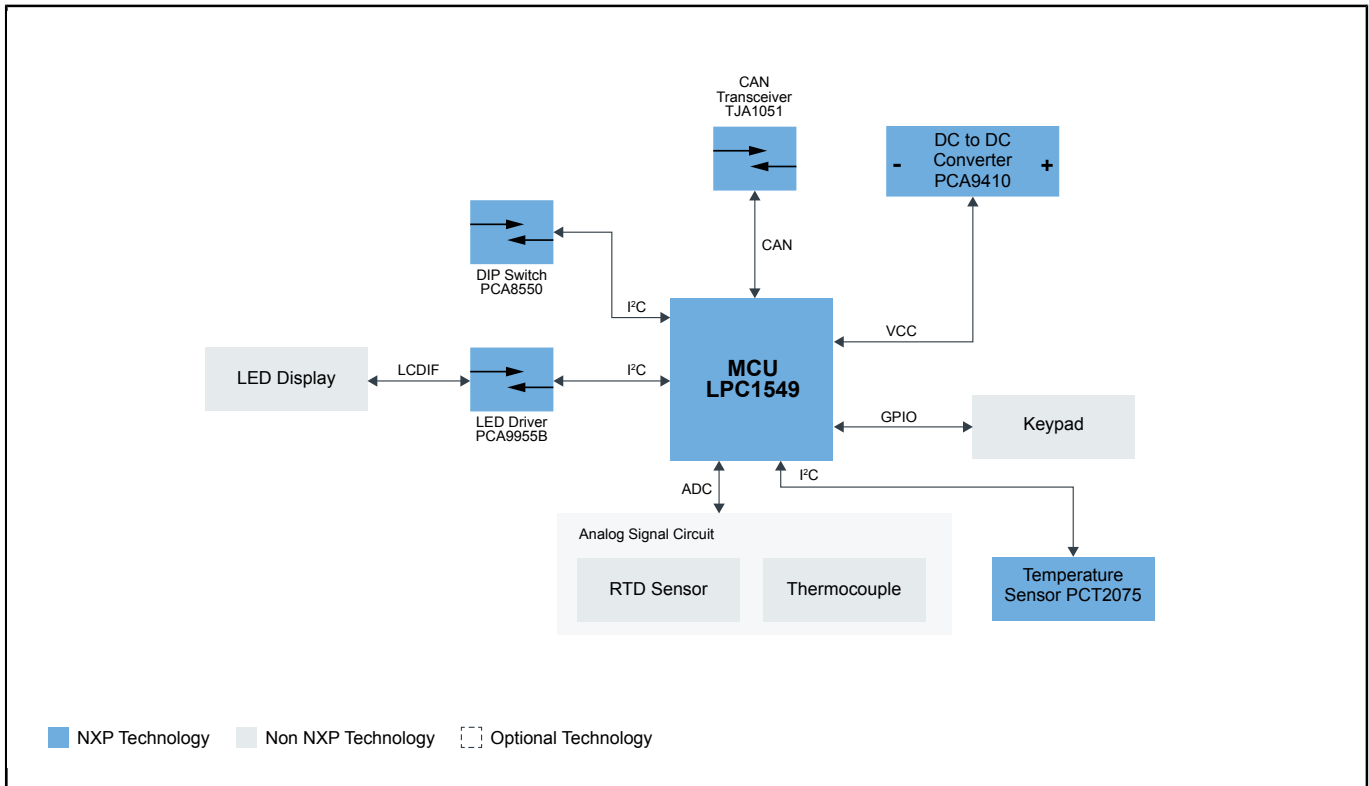 CAN
Transceiver
TJA1051
-
DC to DC
Converter
PCA9410
+
CAN
DIP Switch
PCA8550
I²C
VCC
MCU
LPC1549
LED Display
LCDIF
I²C
LED Driver
PCA9955B
GPIO
Keypad
ADC
I²C
Analog Signal Circuit
RTD Sensor
Thermocouple
Temperature
Sensor PCT2075
NXP Technology
Non NXP Technology
Optional Technology